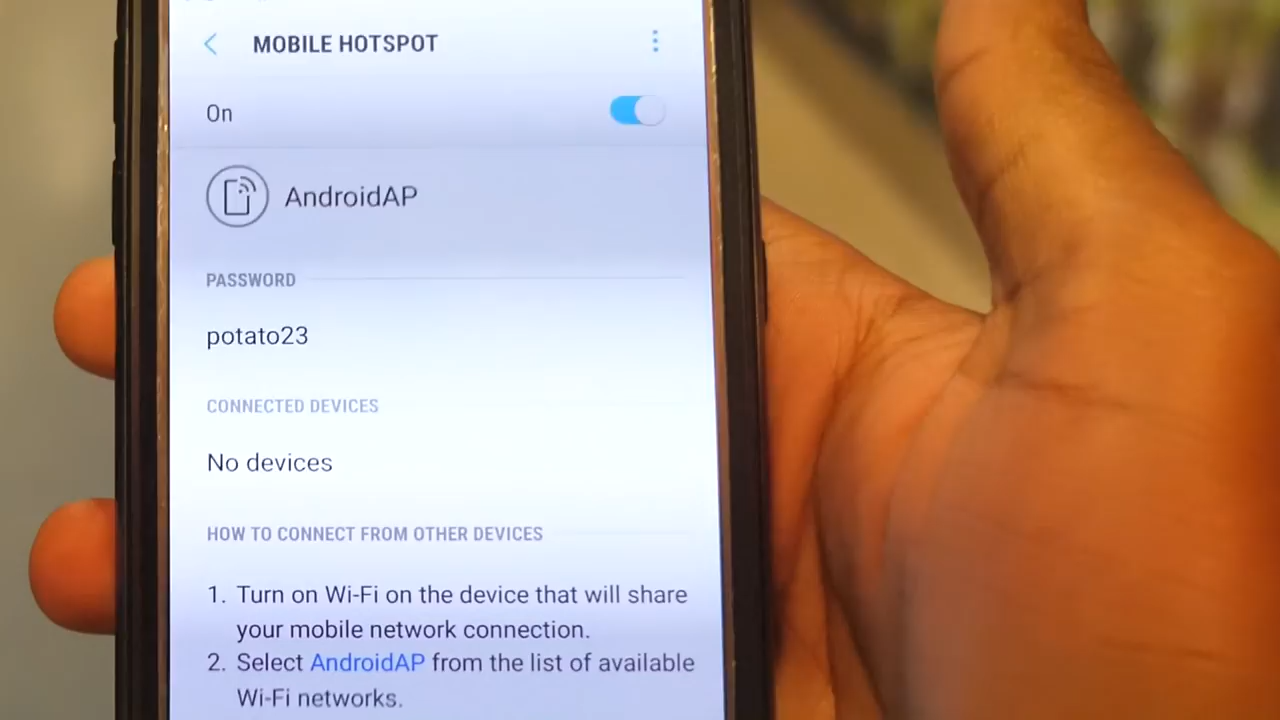 MOBILE HOTSPOT
On
AndroidAP
PASSWORD
potato23
CONNECTED DEVICES
No devices
HOW TO CONNECT FROM OTHER DEVICES
1. Turn on Wi-Fi on the device that will share
your mobile network connection.
2. Select AndroidAP from the list of available
Wi-Fi networks.